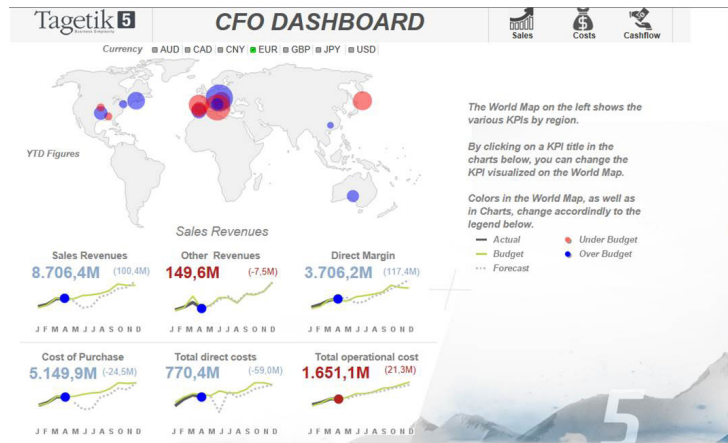 Tagetik 5
Business Simplicity
CFO DASHBOARD
Sales
Costs
Cashflow
Currency AUD CAD CNY EUR GBP JPY USD
YTD Figures
The World Map on the left shows the
various KPIs by region.
By clicking on a KPI title in the
charts below, you can change the
KPI visualized on the World Map.
Colors in the World Map, as well as
in Charts, change accordindly to the
legend below.
Actual
Under Budget
Budget
Over Budget
Forecast
Sales Revenues
Sales Revenues
8.706,4M (100,4M)
J F M A M J J A S O N D
Other Revenues
149,6M (-7,5M)
J F M A M J J A S O N D
Direct Margin
3.706,2M (117,4M)
J F M A M J J A S O N D
Cost of Purchase
5.149,9M (-24,5M)
J F M A M J J A S O N D
Total direct costs
770,4M (-59,0M)
J F M A M J J A S O N D
Total operational cost
1.651,1M (21,3M)
J F M A M J J A S O N D
5